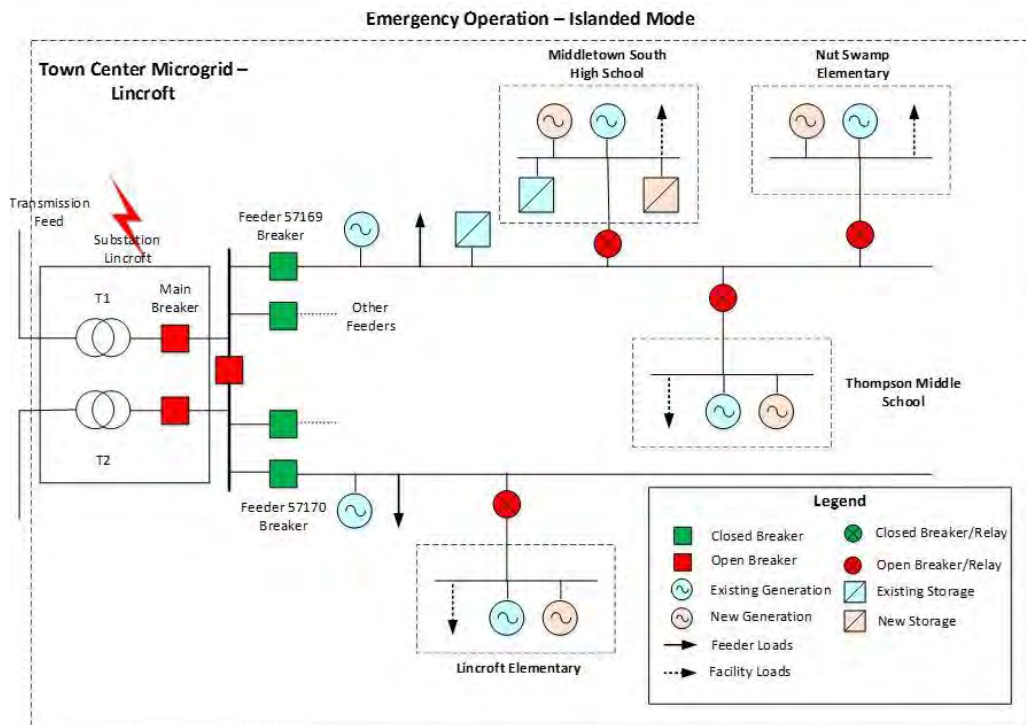 Emergency Operation – Islanded Mode
Town Center Microgrid –
Lincroft
Middletown South
High School
Nut Swamp
Elementary
Transmission
Feed
Substation
Lincroft
Feeder 57169
Breaker
T1
Main
Breaker
Other
Feeders
Thompson Middle
School
T2
Feeder 57170
Breaker
Lincroft Elementary
Legend
Closed Breaker
Closed Breaker/Relay
Open Breaker
Open Breaker/Relay
Existing Generation
Existing Storage
New Generation
New Storage
Feeder Loads
Facility Loads